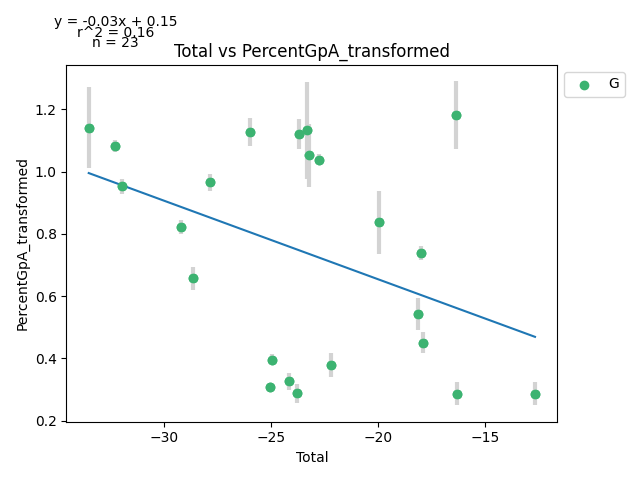 y = -0.03x + 0.15
r^2 = 0.16
n = 23
Total vs PercentGpA_transformed
G
PercentGpA_transformed
1.2
1.0
0.8
0.6
0.4
0.2
−30
−25
−20
−15
Total